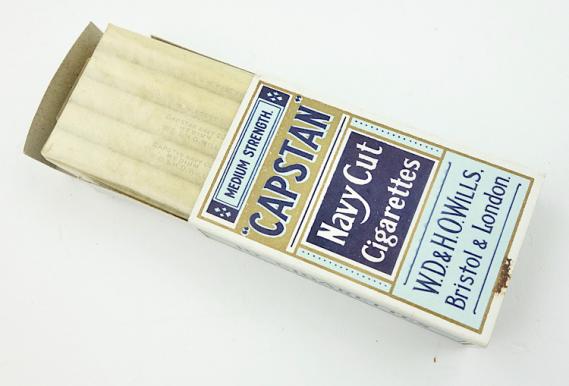 MEDIUM STRENGTH.
"CAPSTAN"
Navy Cut
Cigarettes
W.D.& H.O.WILLS.
Bristol & London.